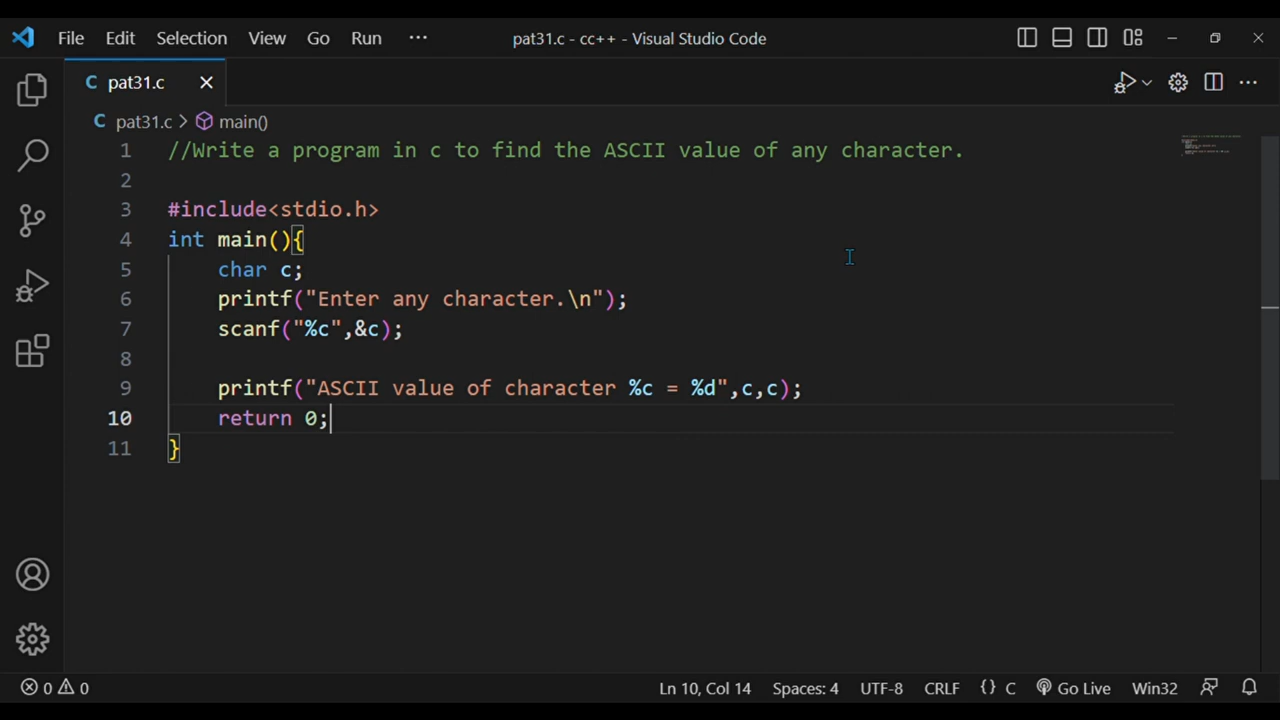 File Edit Selection View Go Run ··· pat31.c - cc++ - Visual Studio Code
C pat31.c
C pat31.c > main()
1 //Write a program in c to find the ASCII value of any character.
2
3 #include<stdio.h>
4 int main(){
5 char c;
6 printf("Enter any character.\n");
7 scanf("%c",&c);
8
9 printf("ASCII value of character %c = %d",c,c);
10 return 0;
11 }
0 0 Ln 10, Col 14 Spaces: 4 UTF-8 CRLF {} C Go Live Win32